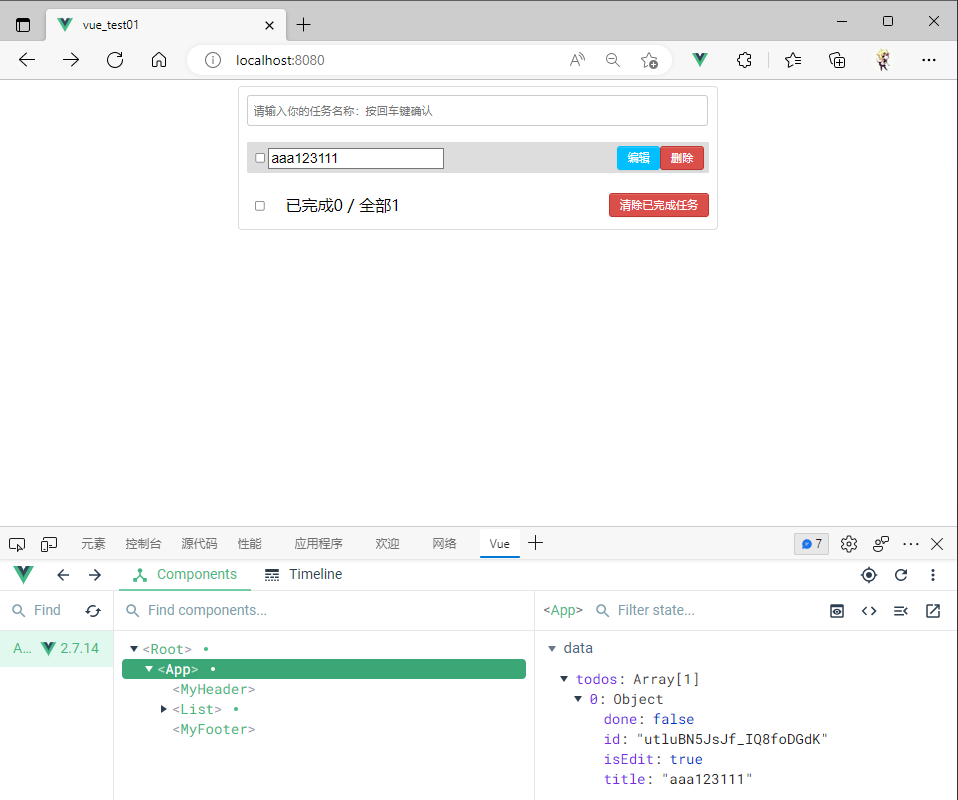 vue_test01
localhost:8080
请输入你的任务名称：按回车键确认
aaa123111 编辑 删除
已完成0 / 全部1 清除已完成任务
元素 控制台 源代码 性能 应用程序 欢迎 网络 Vue 7
Components Timeline
Find Find components... <App> Filter state...
A... 2.7.14
<Root>
<App>
<MyHeader>
<List>
<MyFooter>
data
todos: Array[1]
0: Object
done: false
id: "utluBN5JsJf_IQ8foDGdK"
isEdit: true
title: "aaa123111"